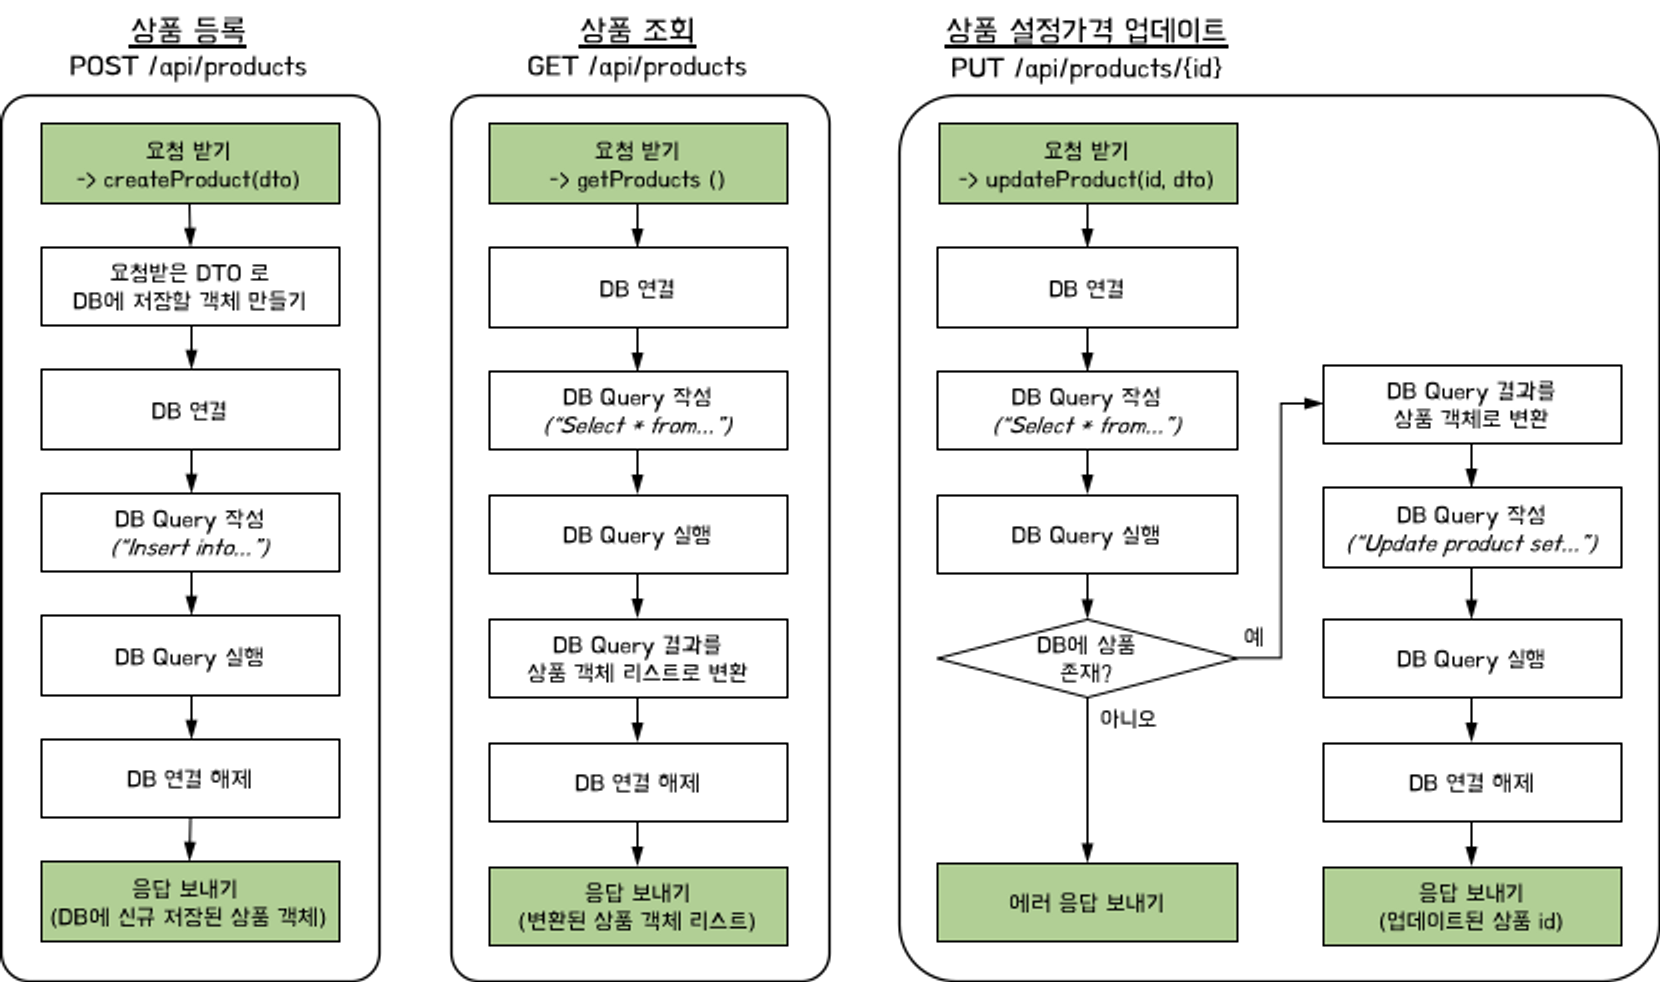 상품 등록
POST /api/products
요청 받기
-> createProduct(dto)
요청받은 DTO 로
DB에 저장할 객체 만들기
DB 연결
DB Query 작성
("Insert into...")
DB Query 실행
DB 연결 해제
응답 보내기
(DB에 신규 저장된 상품 객체)
상품 조회
GET /api/products
요청 받기
-> getProducts ()
DB 연결
DB Query 작성
("Select * from...")
DB Query 실행
DB Query 결과를
상품 객체 리스트로 변환
DB 연결 해제
응답 보내기
(변환된 상품 객체 리스트)
상품 설정가격 업데이트
PUT /api/products/{id}
요청 받기
-> updateProduct(id, dto)
DB 연결
DB Query 작성
("Select * from...")
DB Query 실행
DB에 상품
존재?
예
아니오
에러 응답 보내기
DB Query 결과를
상품 객체로 변환
DB Query 작성
("Update product set...")
DB Query 실행
DB 연결 해제
응답 보내기
(업데이트된 상품 id)